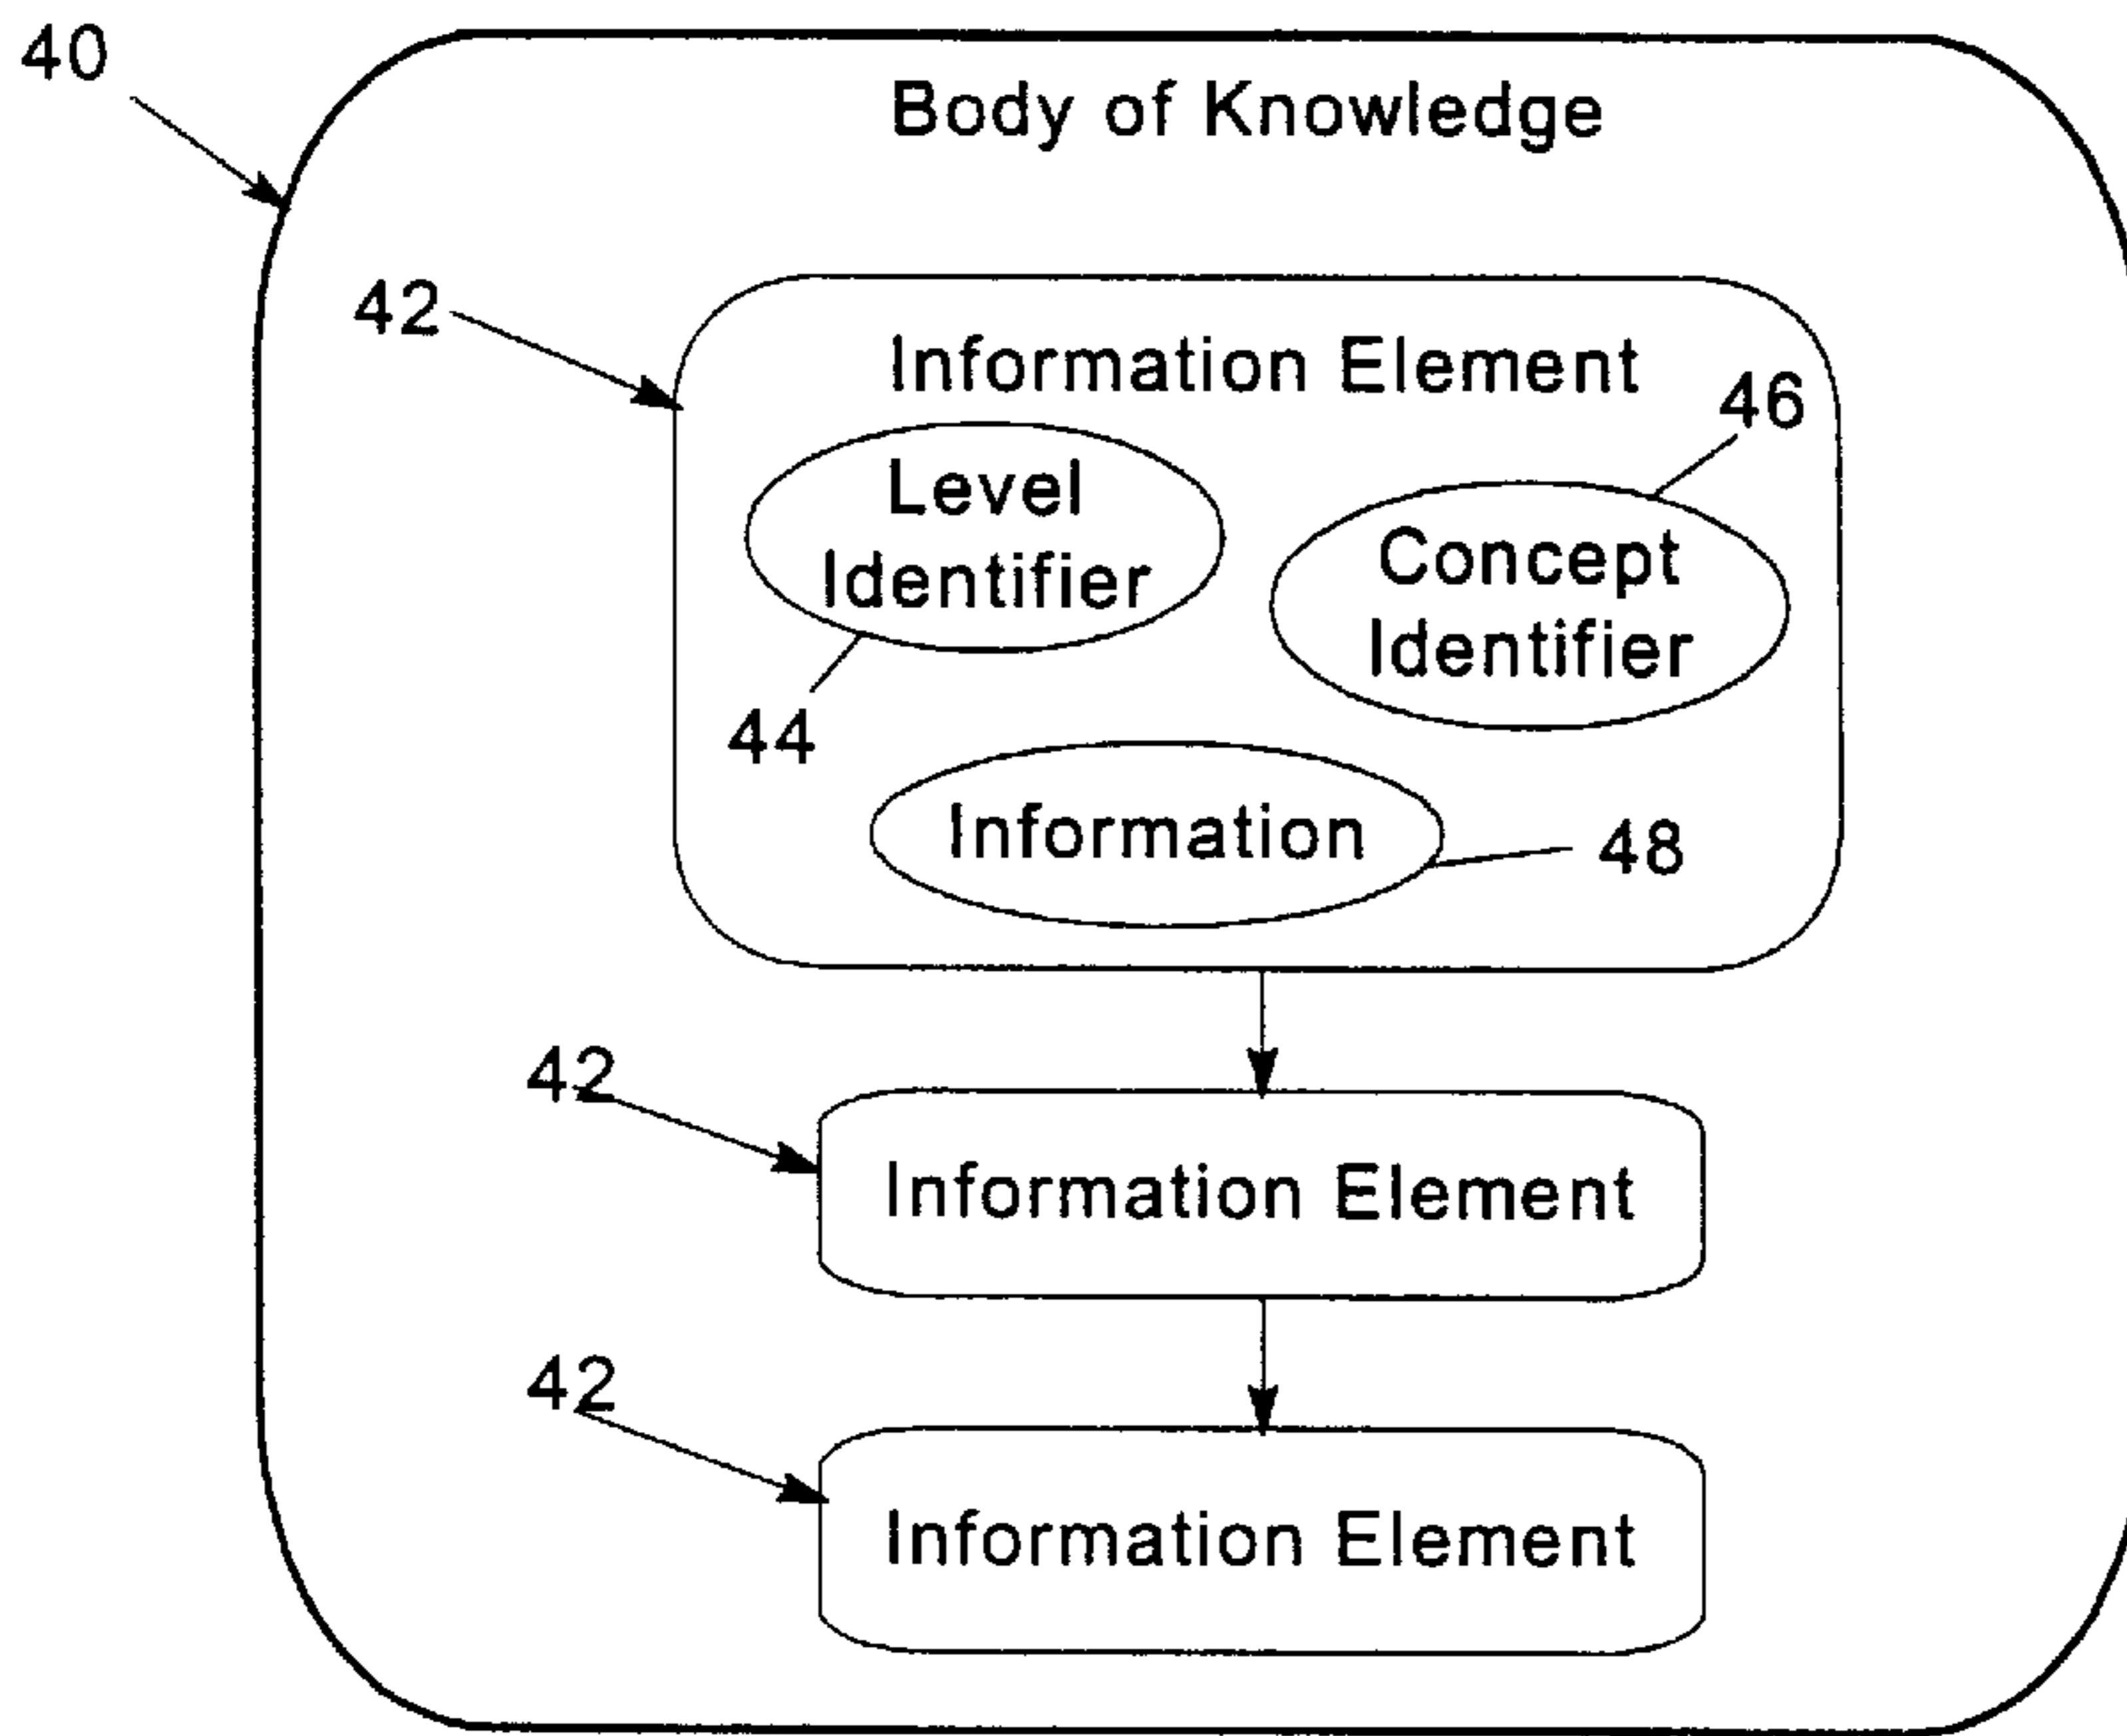 40
Body of Knowledge
42
Information Element
46
Level
Identifier
Concept
Identifier
44
Information
48
42
Information Element
42
Information Element